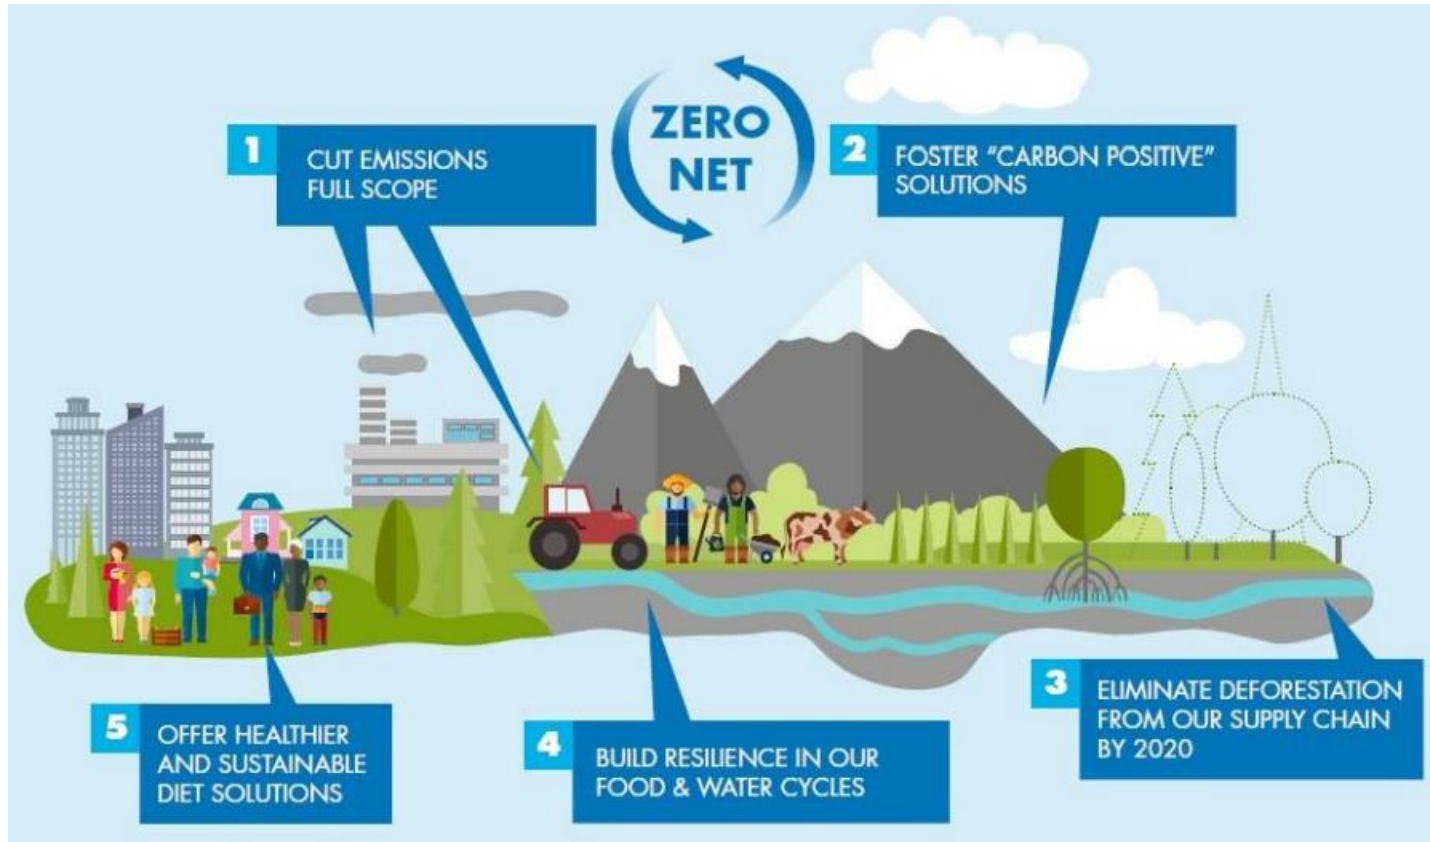 ZERO
NET
1
CUT EMISSIONS
FULL SCOPE
2
FOSTER “CARBON POSITIVE”
SOLUTIONS
3
ELIMINATE DEFORESTATION
FROM OUR SUPPLY CHAIN
BY 2020
4
BUILD RESILIENCE IN OUR
FOOD & WATER CYCLES
5
OFFER HEALTHIER
AND SUSTAINABLE
DIET SOLUTIONS